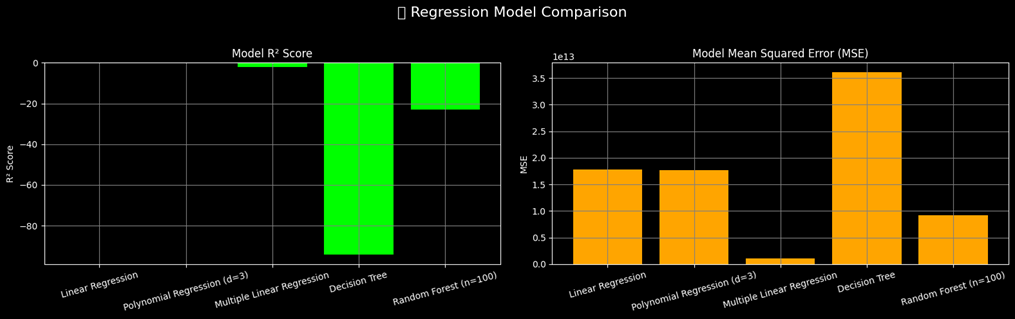 Regression Model Comparison
Model R² Score
R² Score
0
−20
−40
−60
−80
Linear Regression
Polynomial Regression (d=3)
Multiple Linear Regression
Decision Tree
Random Forest (n=100)
Model Mean Squared Error (MSE)
1e13
MSE
3.5
3.0
2.5
2.0
1.5
1.0
0.5
0.0
Linear Regression
Polynomial Regression (d=3)
Multiple Linear Regression
Decision Tree
Random Forest (n=100)